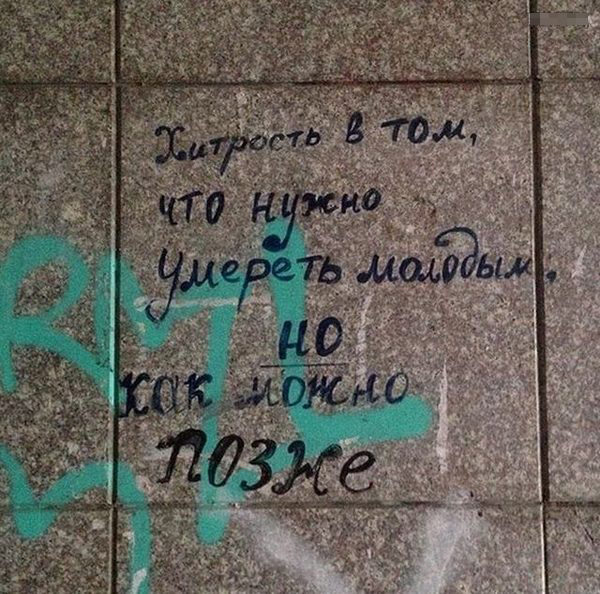 Хитрость в том,
что нужно
умереть молодым,
но
как можно
позже